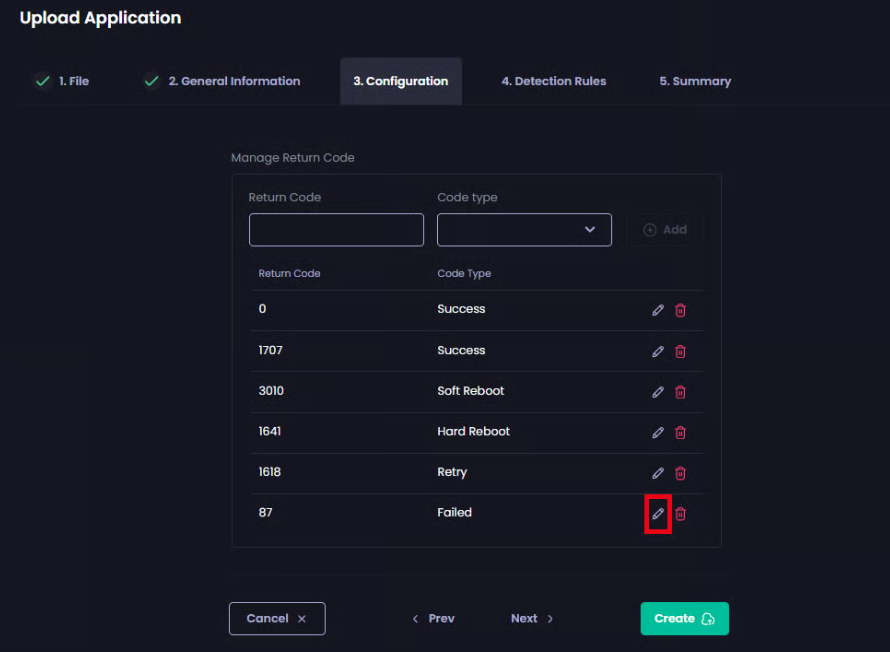 Upload Application
1. File
2. General Information
3. Configuration
4. Detection Rules
5. Summary
Manage Return Code
Return Code
Code type
Add
Return Code
Code Type
0
Success
1707
Success
3010
Soft Reboot
1641
Hard Reboot
1618
Retry
87
Failed
Cancel
Prev
Next
Create